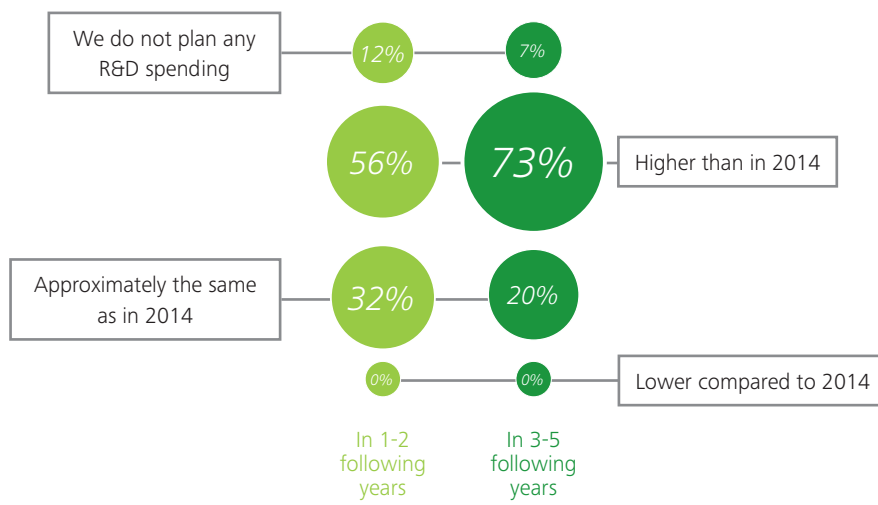 We do not plan any
R&D spending
12%
7%
56%
73%
Higher than in 2014
Approximately the same
as in 2014
32%
20%
0%
0%
Lower compared to 2014
In 1-2
following
years
In 3-5
following
years